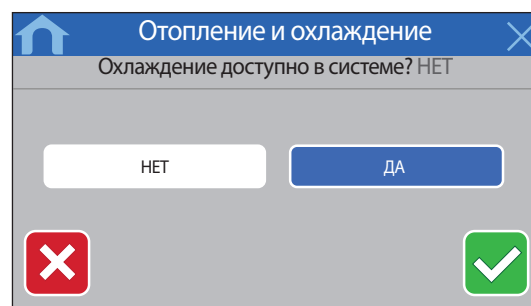 Отопление и охлаждение
Охлаждение доступно в системе? НЕТ
НЕТ ДА